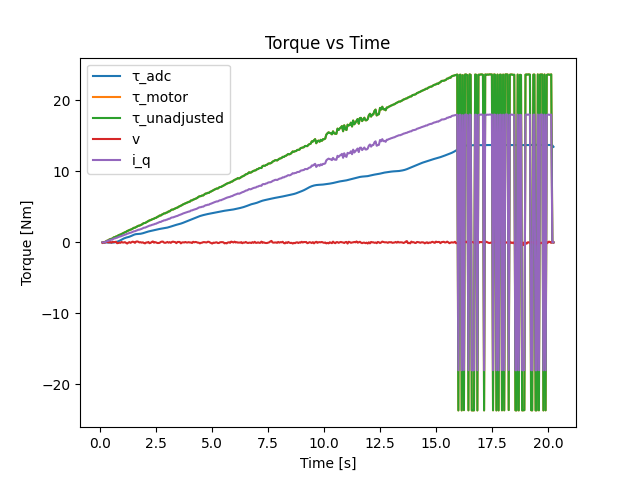 Torque vs Time
τ_adc
τ_motor
τ_unadjusted
v
i_q
Torque [Nm]
20
10
0
−10
−20
0.0 2.5 5.0 7.5 10.0 12.5 15.0 17.5 20.0
Time [s]